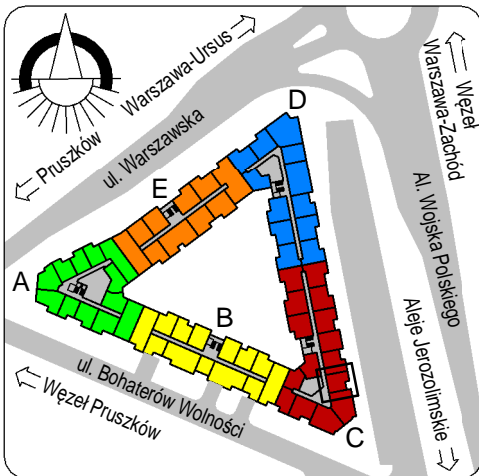 Warszawa-Ursus
Pruszków
ul. Warszawska
Węzeł
Warszawa-Zachód
Al. Wojska Polskiego
Aleje Jerozolimskie
D
E
A
B
C
ul. Bohaterów Wolności
Węzeł Pruszków